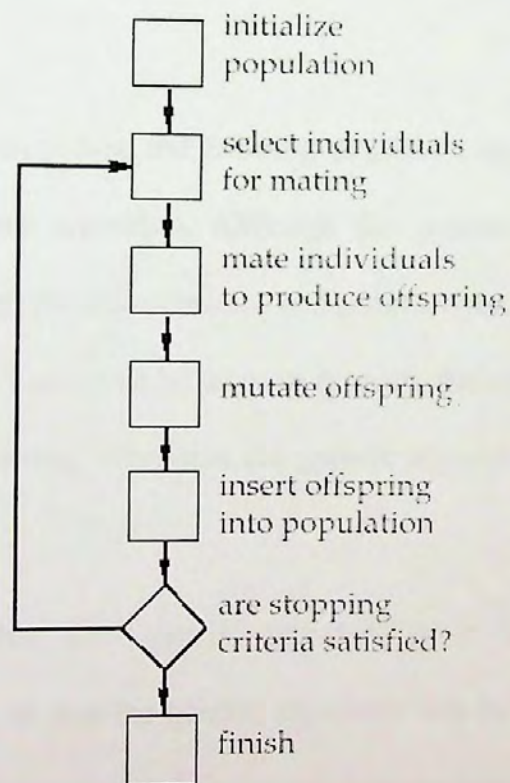 initialize
population
select individuals
for mating
mate individuals
to produce offspring
mutate offspring
insert offspring
into population
are stopping
criteria satisfied?
finish